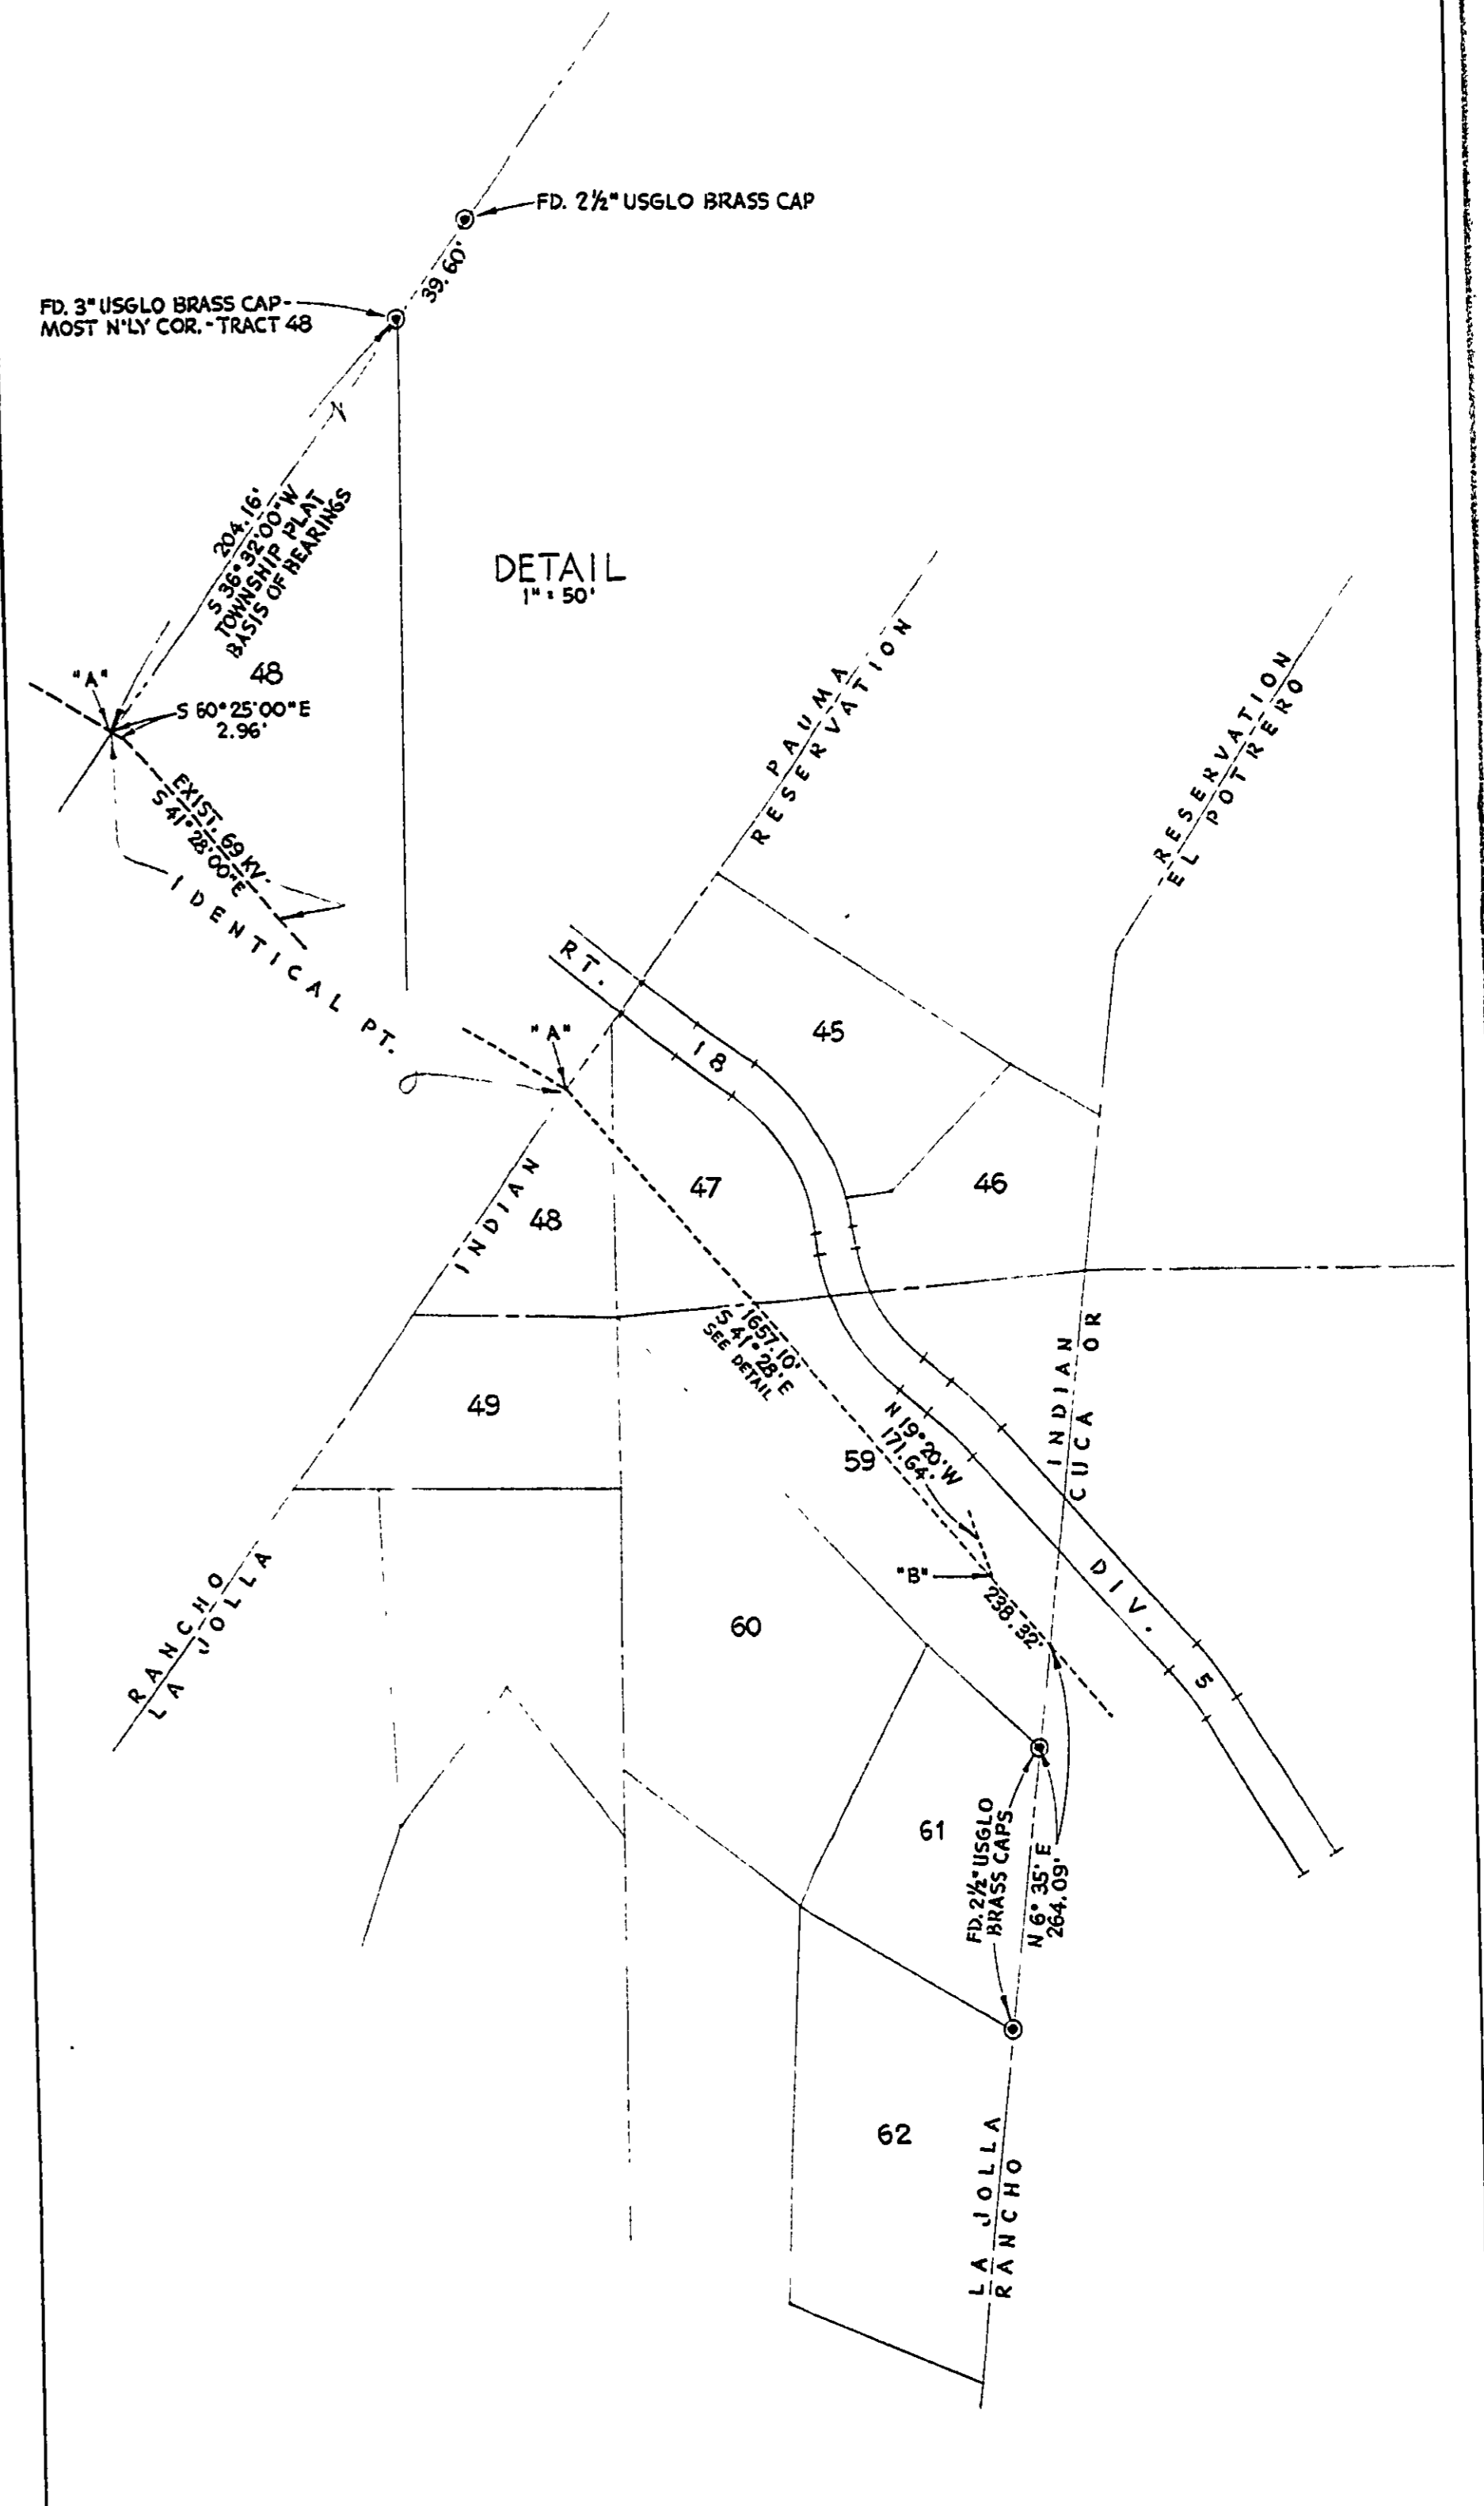 FD. 2½" USGLO BRASS CAP
39.60'
FD. 3" USGLO BRASS CAP-
MOST N'LY COR. - TRACT 48
204.16'
S 36° 32' 00" W
TOWNSHIP PLAT
BASIS OF BEARINGS
DETAIL
1" = 50'
48
"A"
S 60° 25' 00" E
2.96'
EXIST. 69 KV.
S 41° 28' 00" E
IDENTICAL PT.
PAUMA
RESERVATION
RESERVATION
EL POTRERO
RT. 18
45
"A"
46
47
INDIAN
48
1657.10'
S 41° 28' E
SEE DETAIL
INDIAN
CUCA OR
49
N 19° 20' W
171.64'
59
"B"
238.32'
DIV. 5
RANCHO
LA JOLLA
60
61
FD. 2½" USGLO
BRASS CAPS
N 6° 35' E
264.09'
62
LA JOLLA
RANCHO